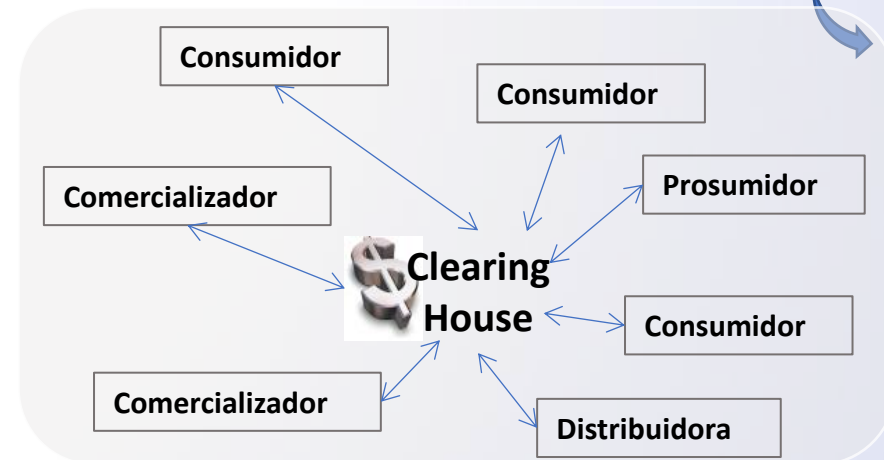 Consumidor
Consumidor
Comercializador
Prosumidor
Clearing
House
Consumidor
Comercializador
Distribuidora